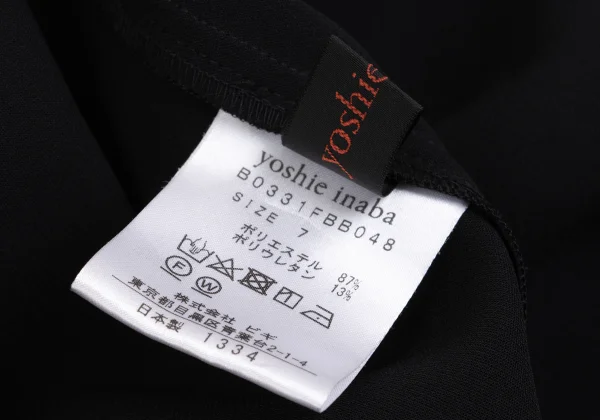 yoshie
yoshie inaba
B0331FBB048
SIZE 7
ポリエステル 87%
ポリウレタン 13%
F W
株式会社 ビギ
東京都目黒区青葉台2-1-4
日本製 1334